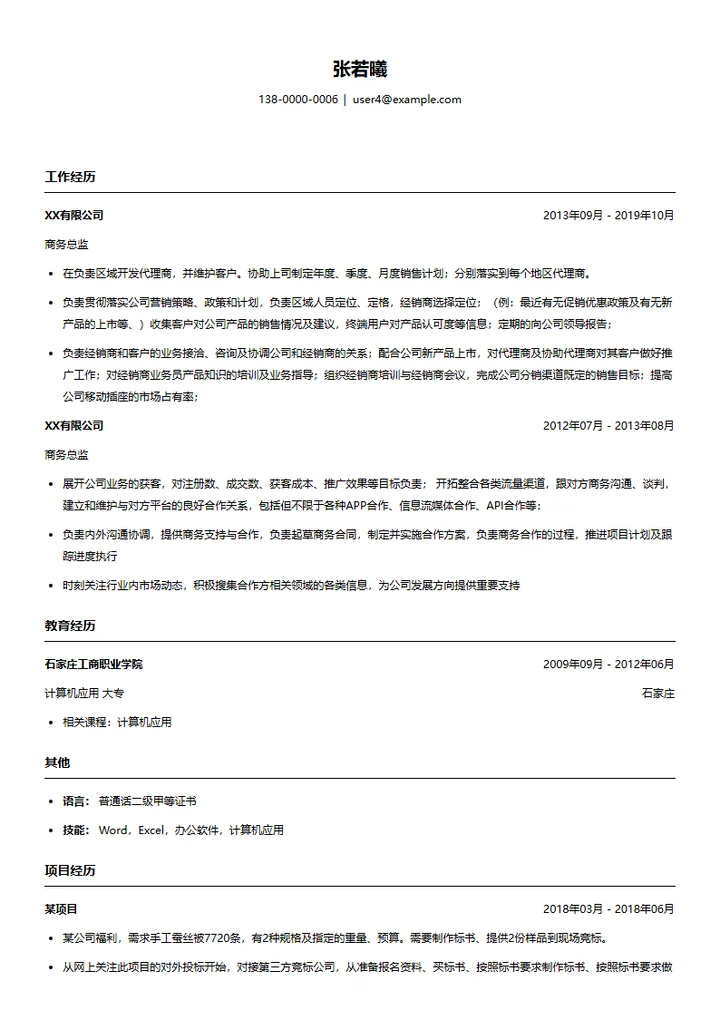 张若曦
138-0000-0006 | user4@example.com
工作经历
XX有限公司 2013年09月 - 2019年10月
商务总监
• 在负责区域开发代理商，并维护客户。协助上司制定年度、季度、月度销售计划；分别落实到每个地区代理商。
• 负责贯彻落实公司营销策略、政策和计划，负责区域人员定位、定格，经销商选择定位；（例：最近有无促销优惠政策及有无新
产品的上市等、）收集客户对公司产品的销售情况及建议，终端用户对产品认可度等信息；定期的向公司领导报告；
• 负责经销商和客户的业务接洽、咨询及协调公司和经销商的关系；配合公司新产品上市，对代理商及协助代理商对其客户做好推
广工作；对经销商业务员产品知识的培训及业务指导；组织经销商培训与经销商会议，完成公司分销渠道既定的销售目标；提高
公司移动插座的市场占有率；
XX有限公司 2012年07月 - 2013年08月
商务总监
• 展开公司业务的获客，对注册数、成交数、获客成本、推广效果等目标负责； 开拓整合各类流量渠道，跟对方商务沟通、谈判，
建立和维护与对方平台的良好合作关系，包括但不限于各种APP合作、信息流媒体合作、API合作等；
• 负责内外沟通协调，提供商务支持与合作，负责起草商务合同，制定并实施合作方案，负责商务合作的过程，推进项目计划及跟
踪进度执行
• 时刻关注行业内市场动态，积极搜集合作方相关领域的各类信息，为公司发展方向提供重要支持
教育经历
石家庄工商职业学院 2009年09月 - 2012年06月
计算机应用 大专 石家庄
• 相关课程：计算机应用
其他
• 语言： 普通话二级甲等证书
• 技能： Word，Excel，办公软件，计算机应用
项目经历
某项目 2018年03月 - 2018年06月
• 某公司福利，需求手工蚕丝被7720条，有2种规格及指定的重量、预算。需要制作标书、提供2份样品到现场竞标。
• 从网上关注此项目的对外投标开始，对接第三方竞标公司，从准备报名资料、买标书、按照标书要求制作标书、按照标书要求做